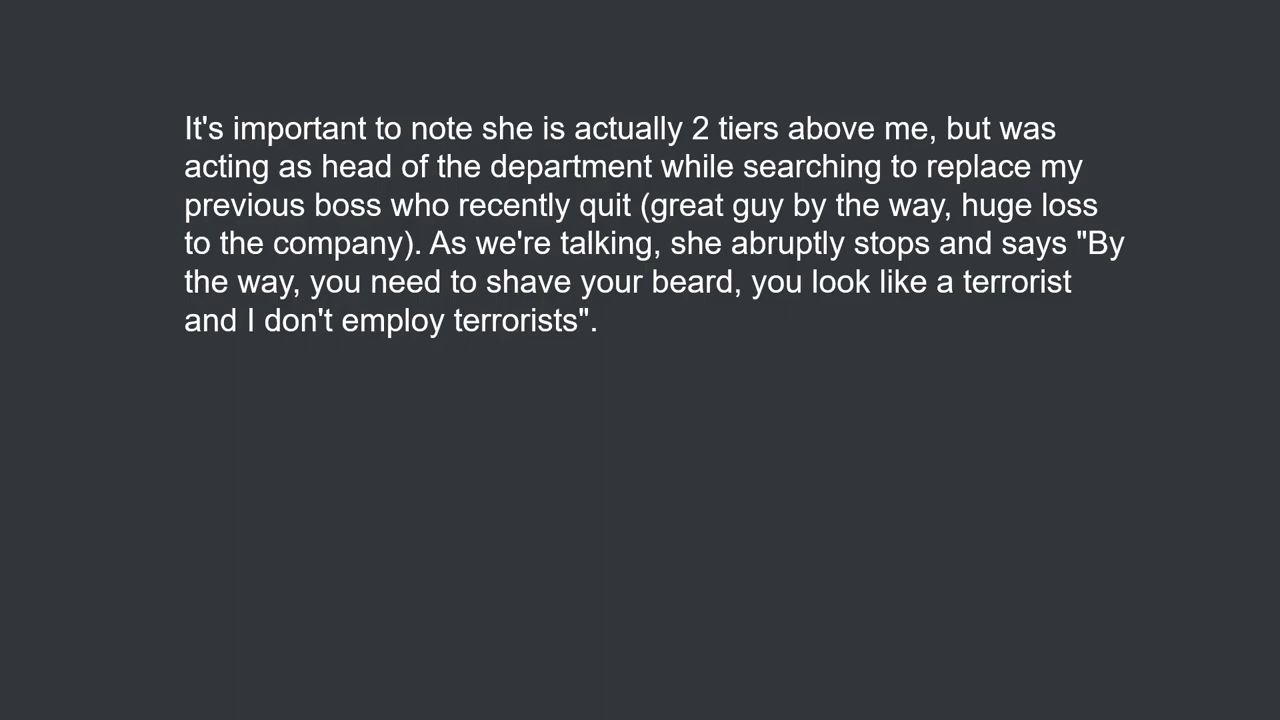 It's important to note she is actually 2 tiers above me, but was
acting as head of the department while searching to replace my
previous boss who recently quit (great guy by the way, huge loss
to the company). As we're talking, she abruptly stops and says "By
the way, you need to shave your beard, you look like a terrorist
and I don't employ terrorists".